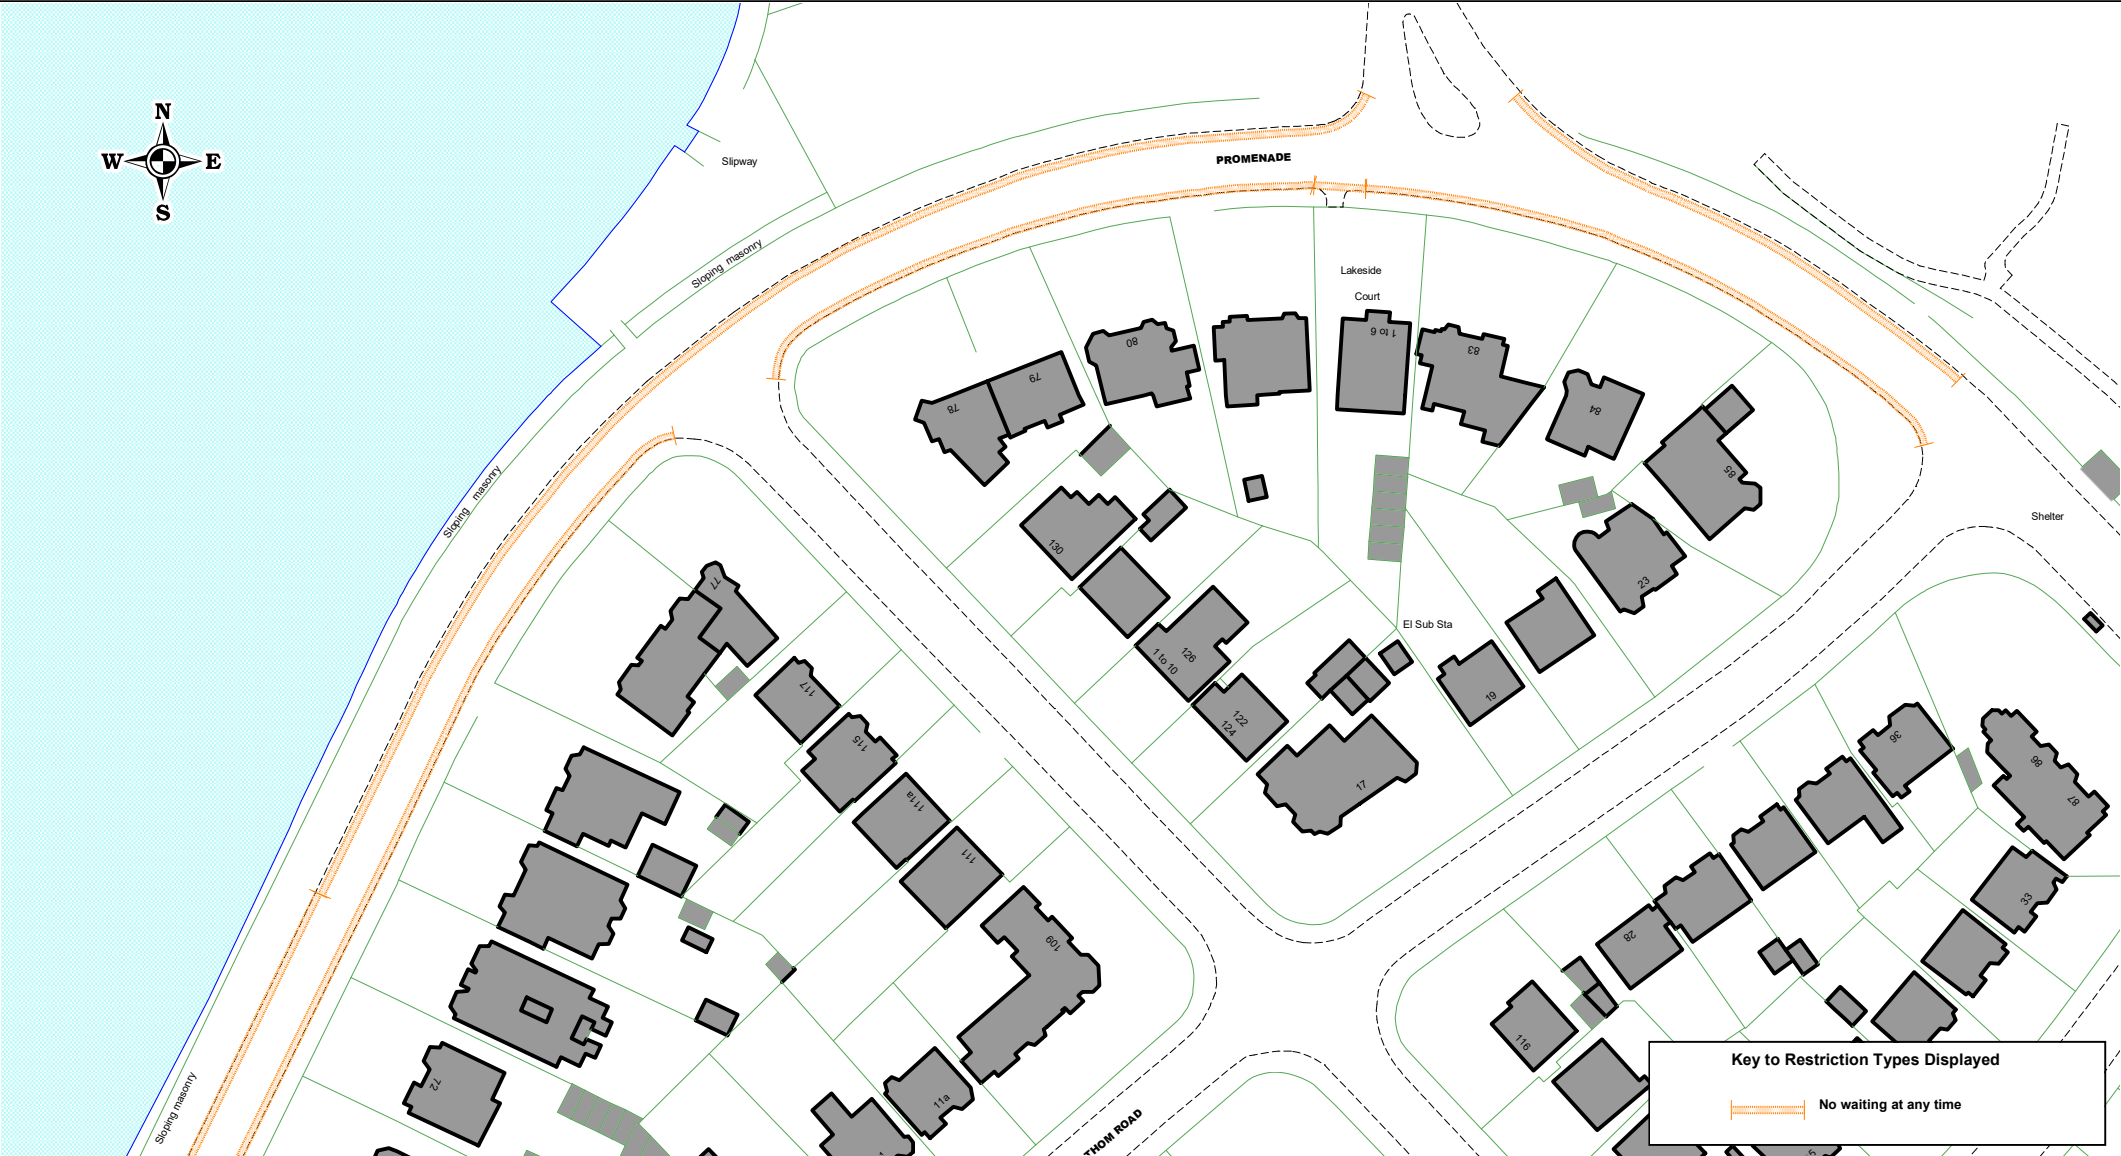 N
W E
S
Slipway
PROMENADE
Sloping masonry
Lakeside
Court
1 to 6
80
79
78
83
84
85
Sloping masonry
Shelter
130
77
23
El Sub Sta
126
1 to 10
122
124
19
117
115
17
36
86
87
111a
111
33
28
109
116
72
11a
Sloping masonry
THOM ROAD
Key to Restriction Types Displayed
No waiting at any time